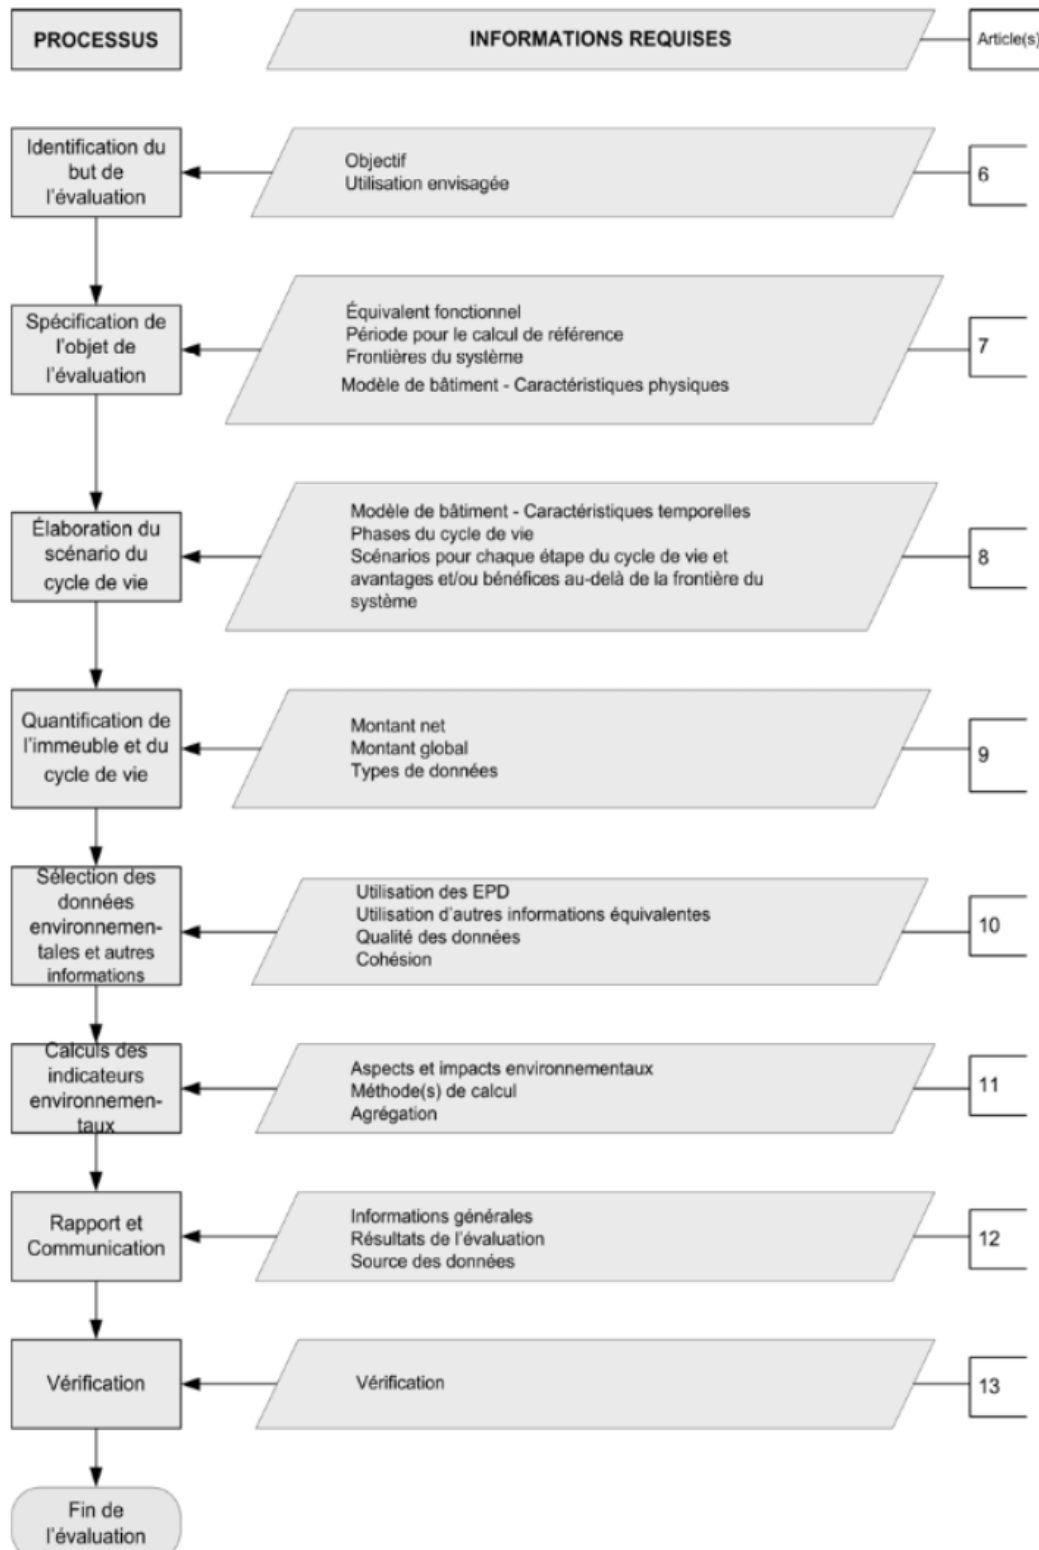 PROCESSUS
INFORMATIONS REQUISES
Article(s)
Identification du
but de
l'évaluation
Objectif
Utilisation envisagée
6
Spécification de
l'objet de
l'évaluation
Équivalent fonctionnel
Période pour le calcul de référence
Frontières du système
Modèle de bâtiment - Caractéristiques physiques
7
Élaboration du
scénario du
cycle de vie
Modèle de bâtiment - Caractéristiques temporelles
Phases du cycle de vie
Scénarios pour chaque étape du cycle de vie et
avantages et/ou bénéfices au-delà de la frontière du
système
8
Quantification de
l'immeuble et du
cycle de vie
Montant net
Montant global
Types de données
9
Sélection des
données
environnemen-
tales et autres
informations
Utilisation des EPD
Utilisation d'autres informations équivalentes
Qualité des données
Cohésion
10
Calculs des
indicateurs
environnemen-
taux
Aspects et impacts environnementaux
Méthode(s) de calcul
Agrégation
11
Rapport et
Communication
Informations générales
Résultats de l'évaluation
Source des données
12
Vérification
Vérification
13
Fin de
l'évaluation